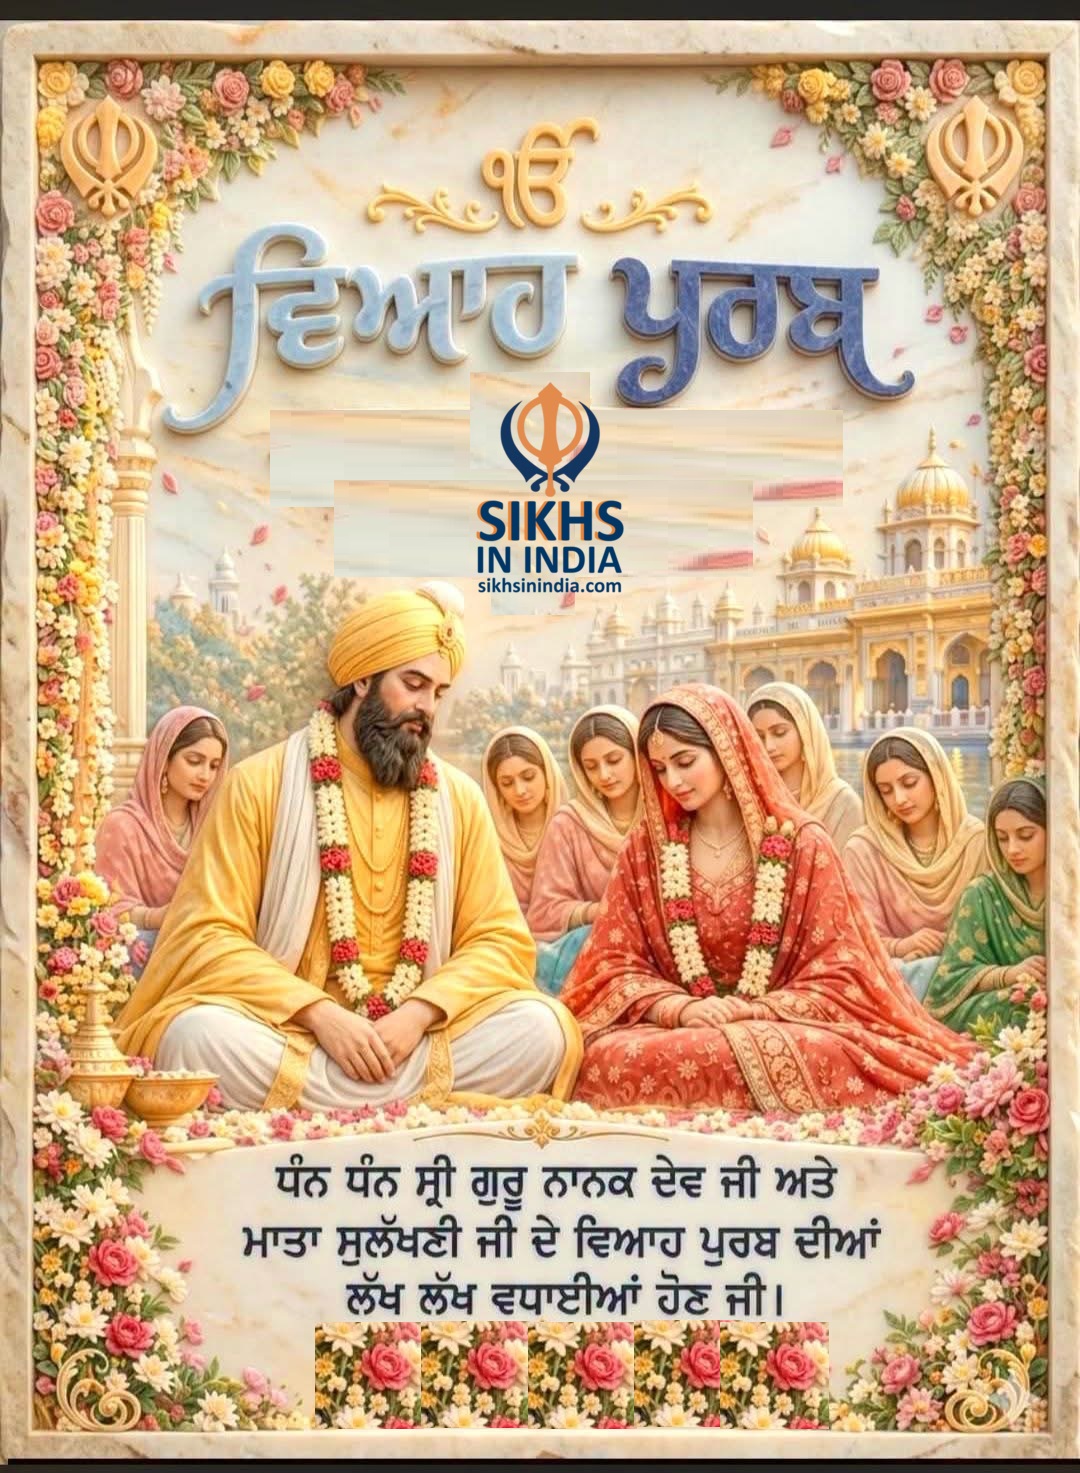 ੴ
ਵਿਆਹ ਪੁਰਬ
SIKHS
IN INDIA
sikhsinindia.com
ਧੰਨ ਧੰਨ ਸ੍ਰੀ ਗੁਰੂ ਨਾਨਕ ਦੇਵ ਜੀ ਅਤੇ
ਮਾਤਾ ਸੁਲੱਖਣੀ ਜੀ ਦੇ ਵਿਆਹ ਪੁਰਬ ਦੀਆਂ
ਲੱਖ ਲੱਖ ਵਧਾਈਆਂ ਹੋਣ ਜੀ।